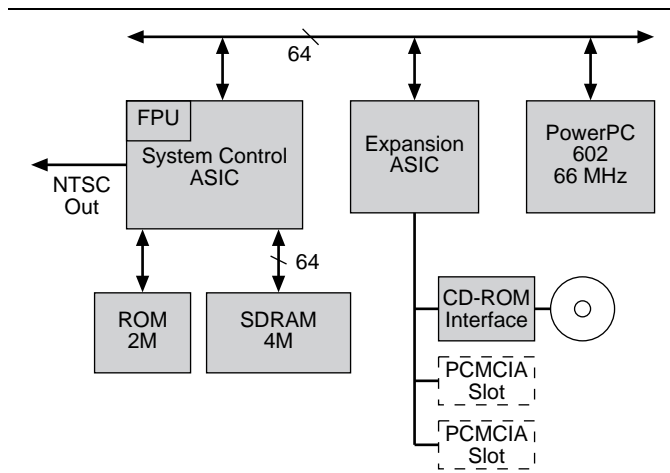 64
FPU
System Control
ASIC
Expansion
ASIC
PowerPC
602
66 MHz
NTSC
Out
64
ROM
2M
SDRAM
4M
CD-ROM
Interface
PCMCIA
Slot
PCMCIA
Slot